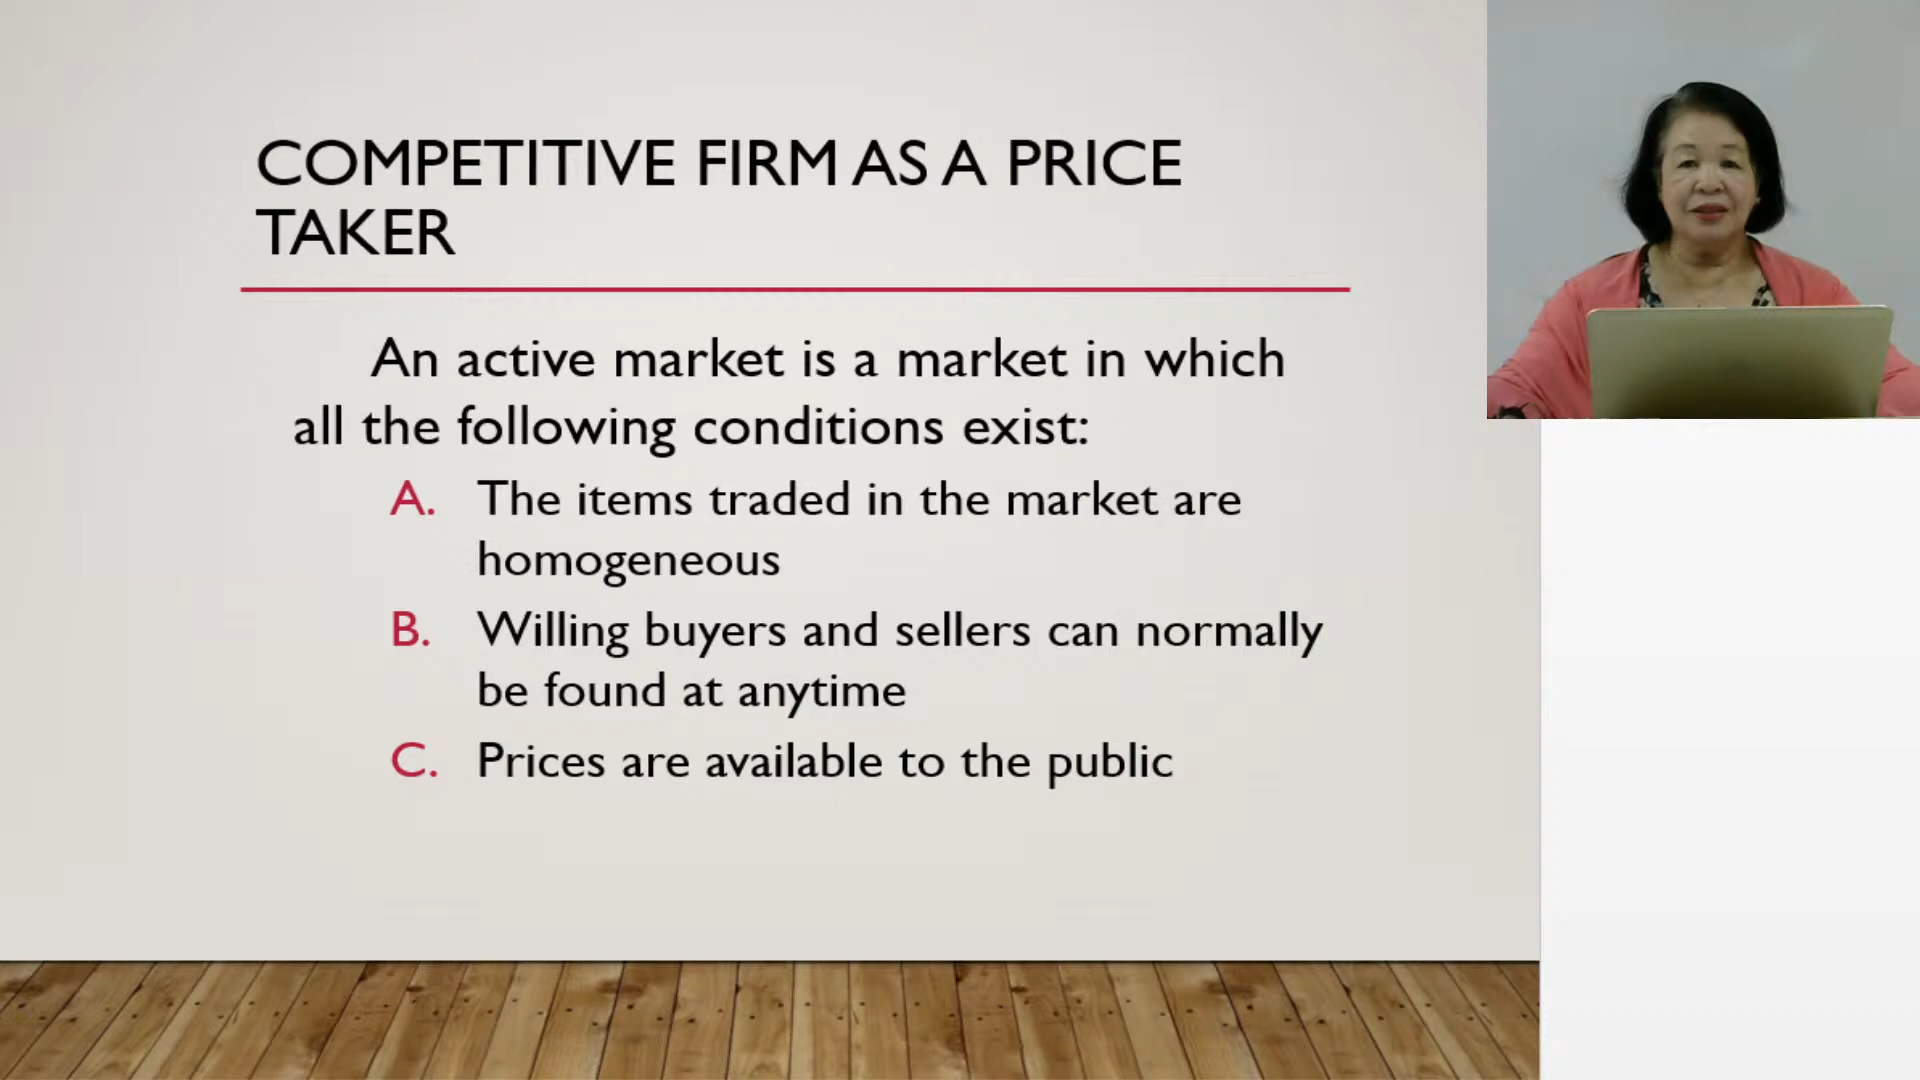 COMPETITIVE FIRM AS A PRICE
TAKER
An active market is a market in which
all the following conditions exist:
A. The items traded in the market are
homogeneous
B. Willing buyers and sellers can normally
be found at anytime
C. Prices are available to the public